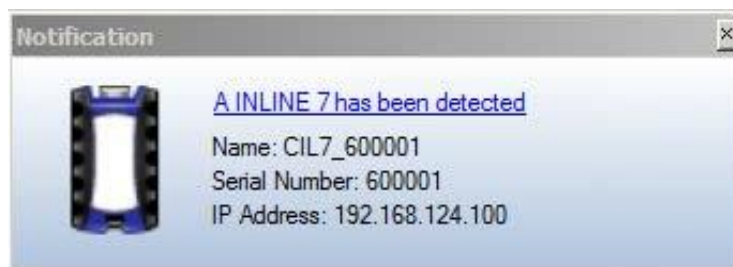 Notification
A INLINE 7 has been detected
Name: CIL7_600001
Serial Number: 600001
IP Address: 192.168.124.100